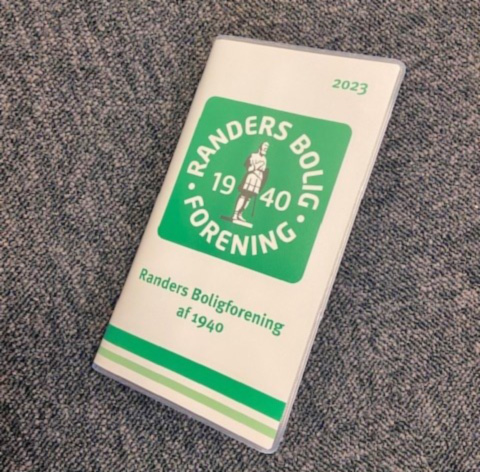 2023
RANDERS BOLIG
19 40
FORENING
Randers Boligforening
af 1940